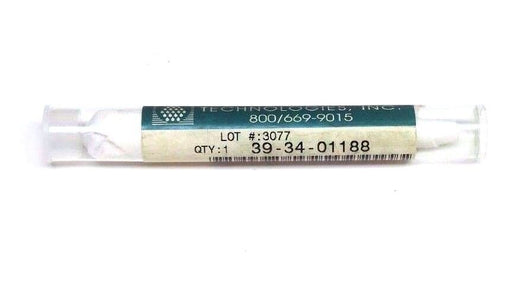 TECHNOLOGIES, INC.
800/669-9015
LOT #:3077
QTY:1 39-34-01188